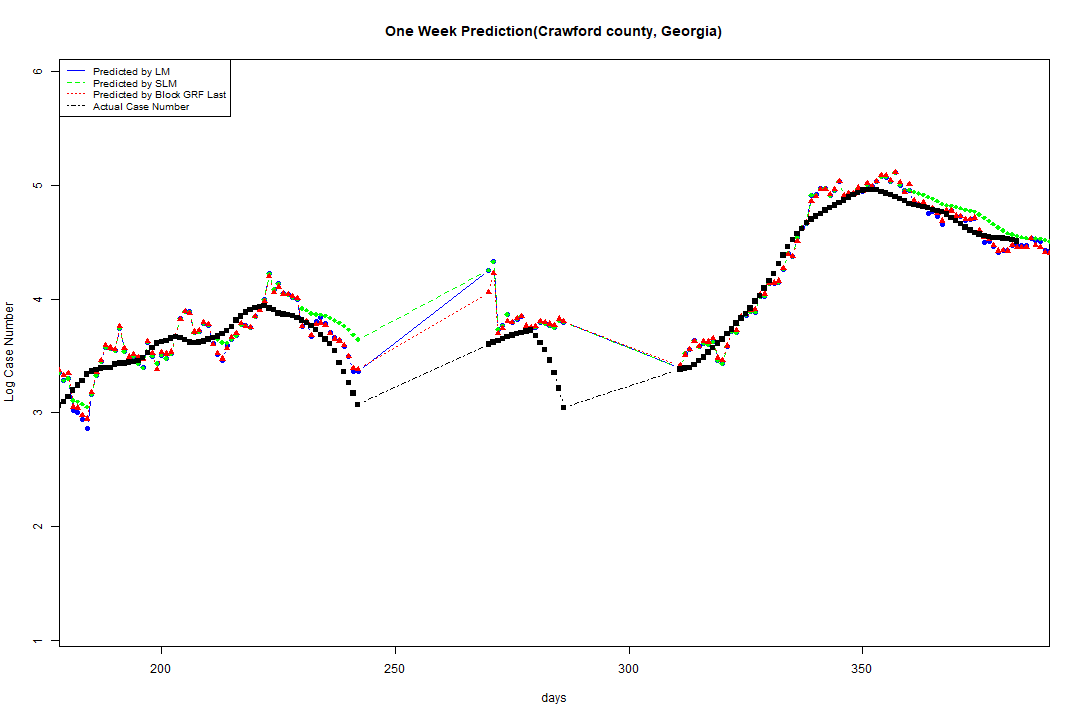 One Week Prediction(Crawford county, Georgia)
Predicted by LM
Predicted by SLM
Predicted by Block GRF Last
Actual Case Number
6
5
4
3
2
1
Log Case Number
200 250 300 350
days